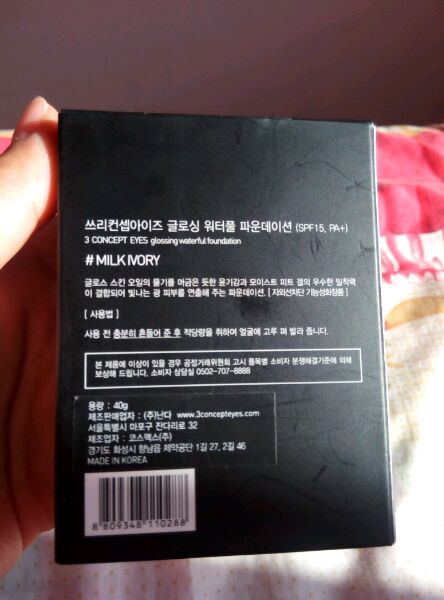 쓰리컨셉아이즈 글로싱 워터풀 파운데이션 (SPF15, PA+)
3 CONCEPT EYES glossing waterful foundation
# MILK IVORY
글로스 스킨 오일의 물기를 머금은 듯한 윤기감과 모이스트 피트 겔의 우수한 밀착력
이 결합되어 빛나는 광 피부를 연출해 주는 파운데이션. [ 자외선차단 기능성화장품 ]
[ 사용법 ]
사용 전 충분히 흔들어 준 후 적당량을 취하여 얼굴에 고루 펴 발라 줍니다.
본 제품에 이상이 있을 경우 공정거래위원회 고시 품목별 소비자 분쟁해결기준에 의해
보상해 드립니다. 소비자 상담실 0502-707-8888
용량 : 40g
제조판매업자 : (주)난다 www.3concepteyes.com
서울특별시 마포구 잔다리로 32
제조업자 : 코스맥스(주)
경기도 화성시 향남읍 제약공단 1길 27, 2길 46
MADE IN KOREA
8 809348 110288